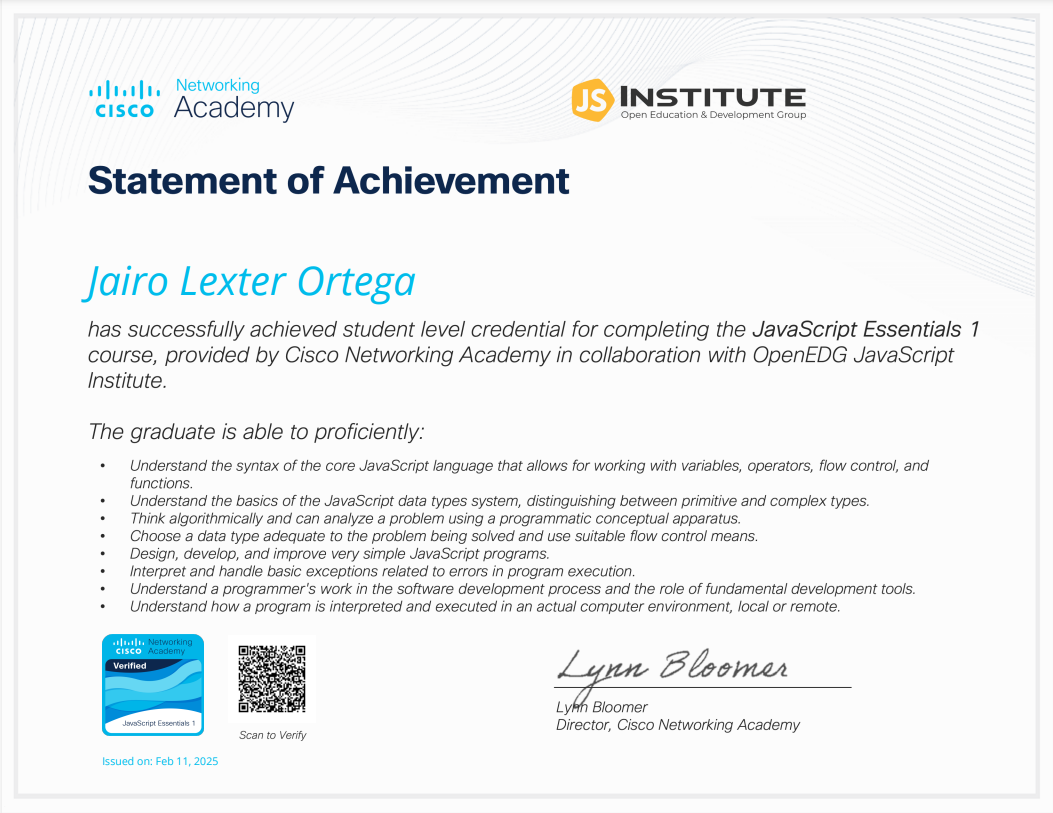 Networking
CISCO Academy
JS INSTITUTE
Open Education & Development Group
Statement of Achievement
Jairo Lexter Ortega
has successfully achieved student level credential for completing the JavaScript Essentials 1
course, provided by Cisco Networking Academy in collaboration with OpenEDG JavaScript
Institute.
The graduate is able to proficiently:
• Understand the syntax of the core JavaScript language that allows for working with variables, operators, flow control, and
functions.
• Understand the basics of the JavaScript data types system, distinguishing between primitive and complex types.
• Think algorithmically and can analyze a problem using a programmatic conceptual apparatus.
• Choose a data type adequate to the problem being solved and use suitable flow control means.
• Design, develop, and improve very simple JavaScript programs.
• Interpret and handle basic exceptions related to errors in program execution.
• Understand a programmer's work in the software development process and the role of fundamental development tools.
• Understand how a program is interpreted and executed in an actual computer environment, local or remote.
Networking
CISCO Academy
Verified
JavaScript Essentials 1
Scan to Verify
Issued on: Feb 11, 2025
Lynn Bloomer
Lynn Bloomer
Director, Cisco Networking Academy